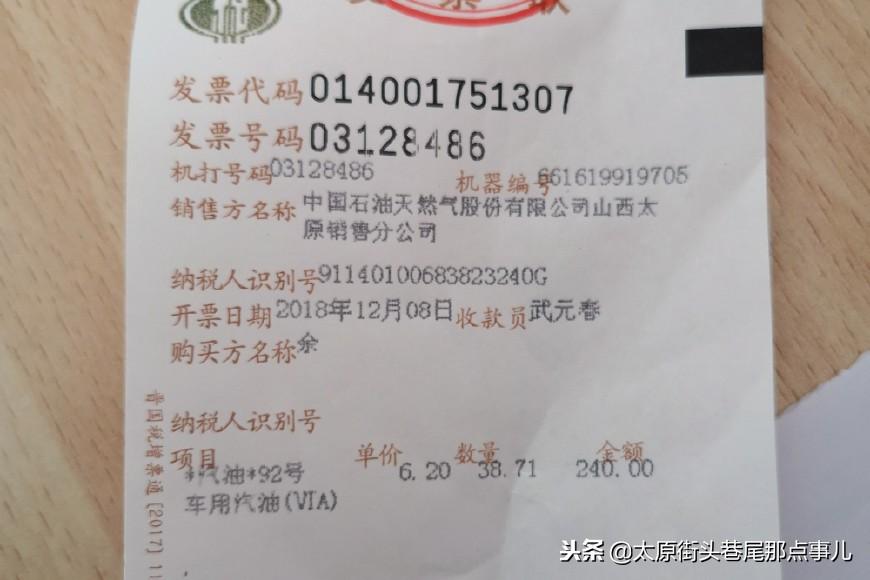 发票代码014001751307
发票号码03128486
机打号码03128486 机器编号661619919705
销售方名称 中国石油天然气股份有限公司山西太
原销售分公司
纳税人识别号91140100683823240G
开票日期2018年12月08日 收款员武元春
购买方名称余
纳税人识别号
项目 单价 数量 金额
*汽油*92号 6.20 38.71 240.00
车用汽油(VIA)
晋国税增票通[2017]
头条 @太原街头巷尾那点事儿